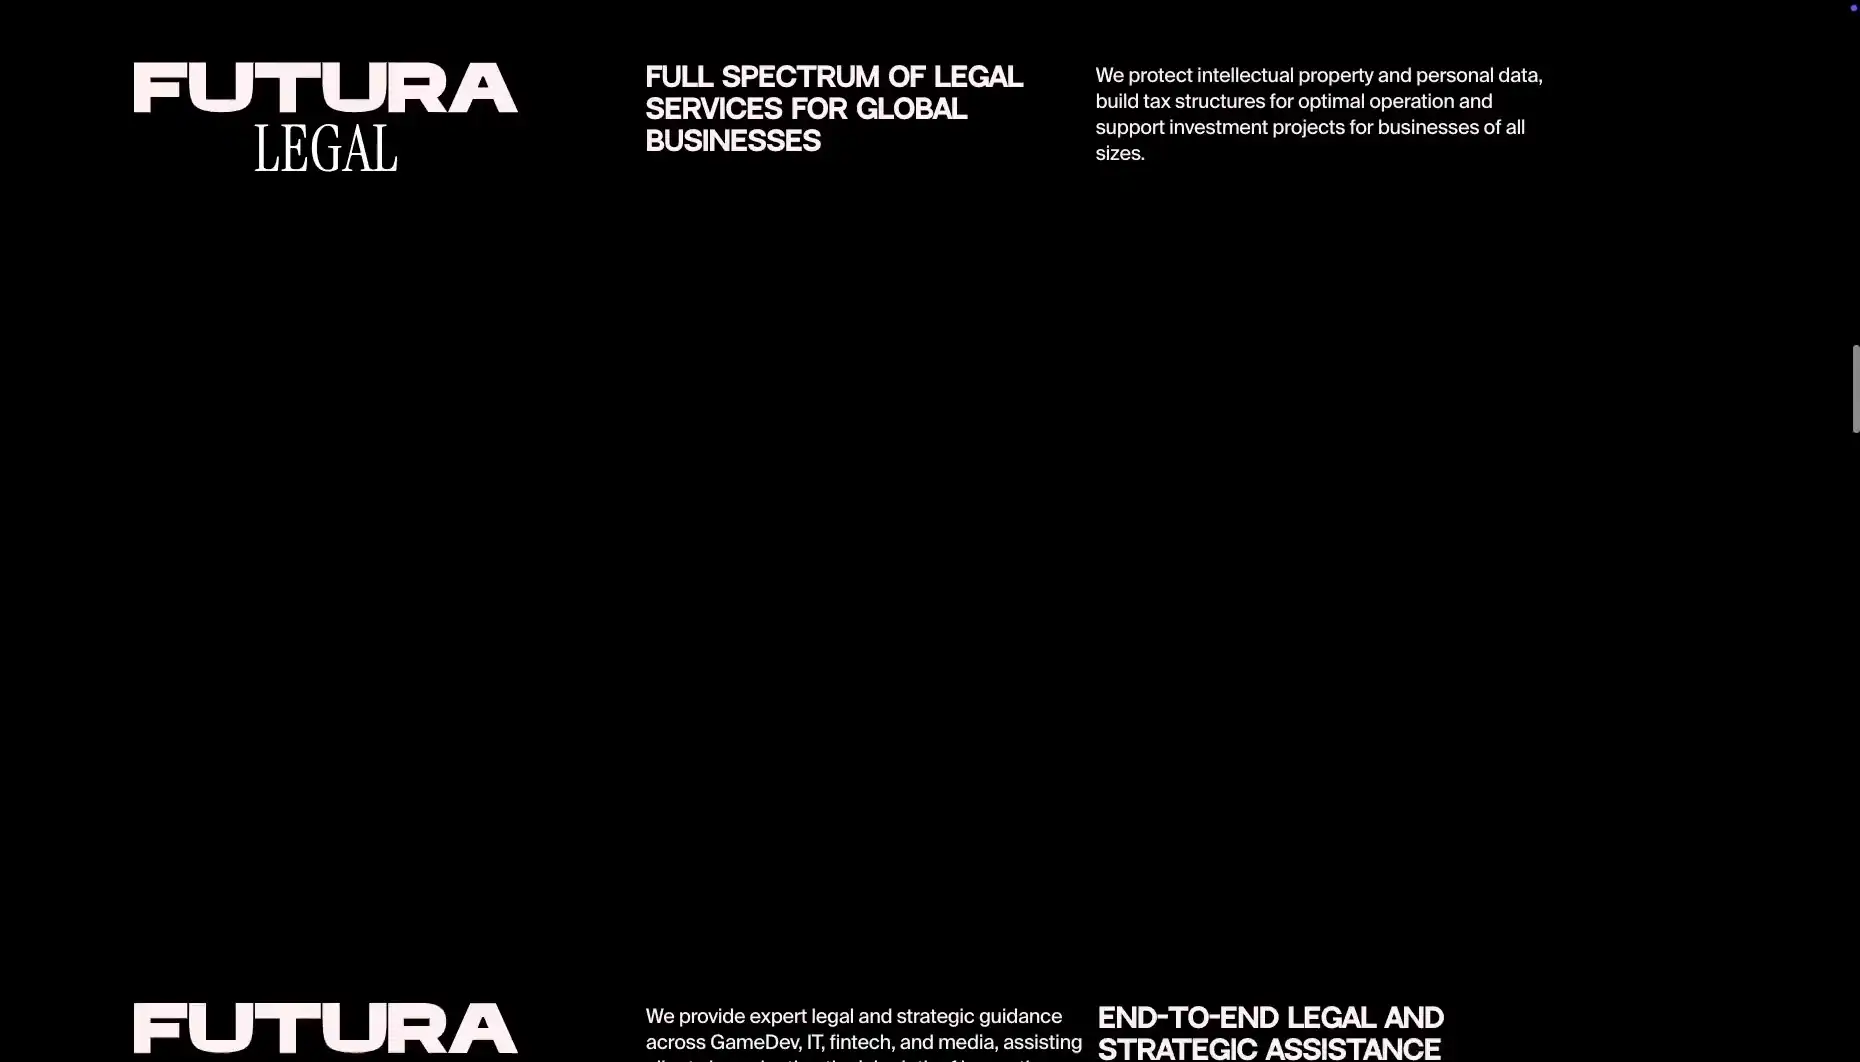 FUTURA
LEGAL
FULL SPECTRUM OF LEGAL
SERVICES FOR GLOBAL
BUSINESSES
We protect intellectual property and personal data,
build tax structures for optimal operation and
support investment projects for businesses of all
sizes.
FUTURA
We provide expert legal and strategic guidance
across GameDev, IT, fintech, and media, assisting
END-TO-END LEGAL AND
STRATEGIC ASSISTANCE